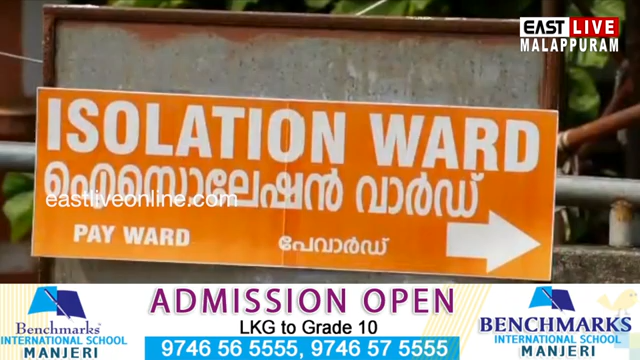 EAST LIVE
MALAPPURAM
ISOLATION WARD
ഐസൊലേഷൻ വാർഡ്
eastliveonline.com
PAY WARD പേവാർഡ്
ADMISSION OPEN
LKG to Grade 10
9746 56 5555, 9746 57 5555
Benchmarks
INTERNATIONAL SCHOOL
MANJERI
BENCHMARKS
INTERNATIONAL SCHOOL
MANJERI